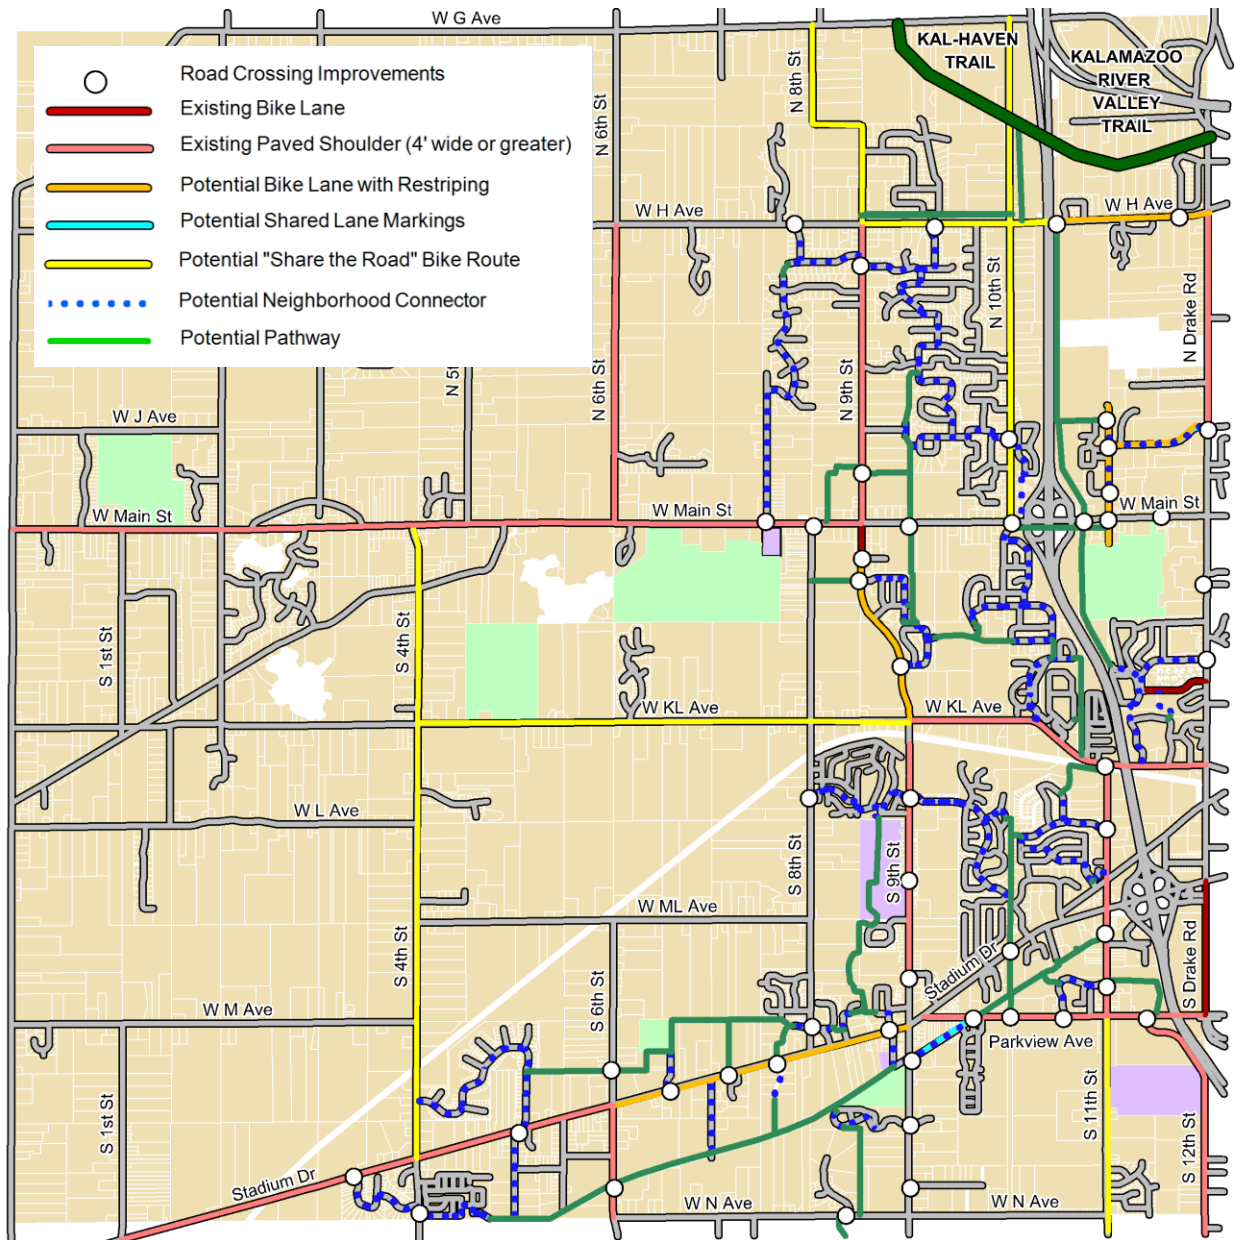 W G Ave
KAL-HAVEN
TRAIL
KALAMAZOO
RIVER
VALLEY
TRAIL
Road Crossing Improvements
Existing Bike Lane
Existing Paved Shoulder (4' wide or greater)
Potential Bike Lane with Restriping
Potential Shared Lane Markings
Potential "Share the Road" Bike Route
Potential Neighborhood Connector
Potential Pathway
N 6th St
N 8th St
W H Ave
W H Ave
N 10th St
N Drake Rd
N 5t
N 6th St
N 9th St
W J Ave
W Main St
W Main St
W Main St
S 1st St
S 4th St
W KL Ave
W KL Ave
W L Ave
S 8th St
S 9th St
W ML Ave
S 4th St
S 6th St
Stadium Dr
S Drake Rd
W M Ave
Parkview Ave
S 1st St
S 11th St
S 12th St
Stadium Dr
W N Ave
W N Ave